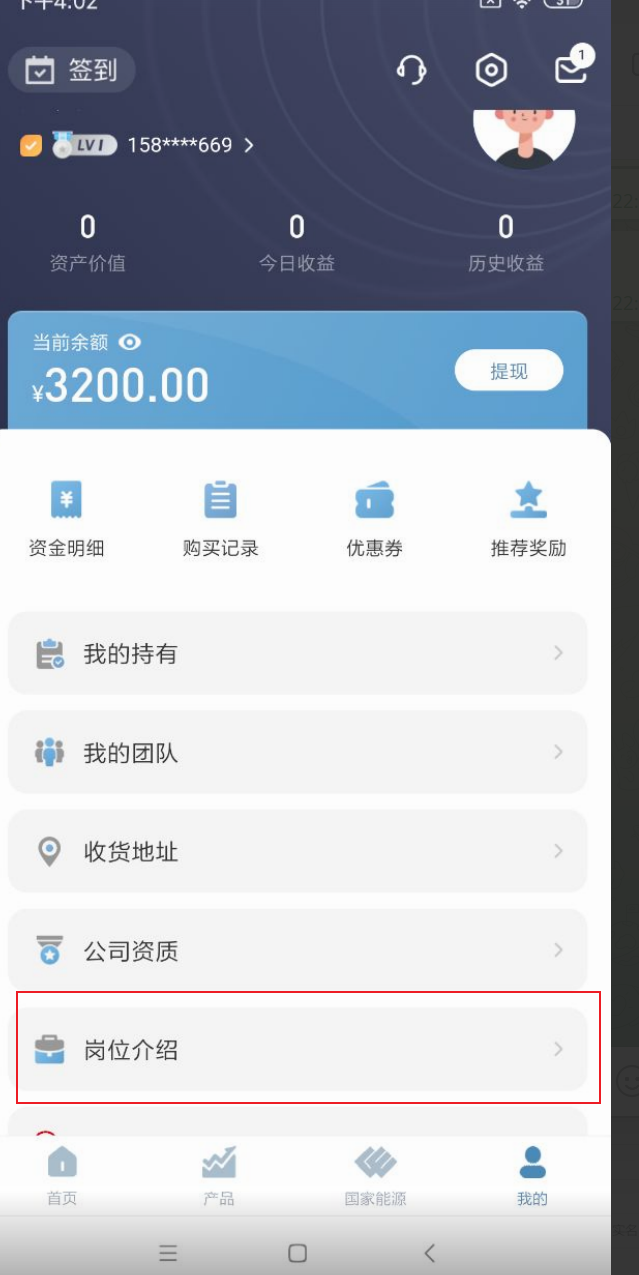 下午4:02
31
签到
1
LV1 158****669
0 0 0
资产价值 今日收益 历史收益
当前余额
¥3200.00
提现
资金明细 购买记录 优惠券 推荐奖励
我的持有
我的团队
收货地址
公司资质
岗位介绍
首页 产品 国家能源 我的